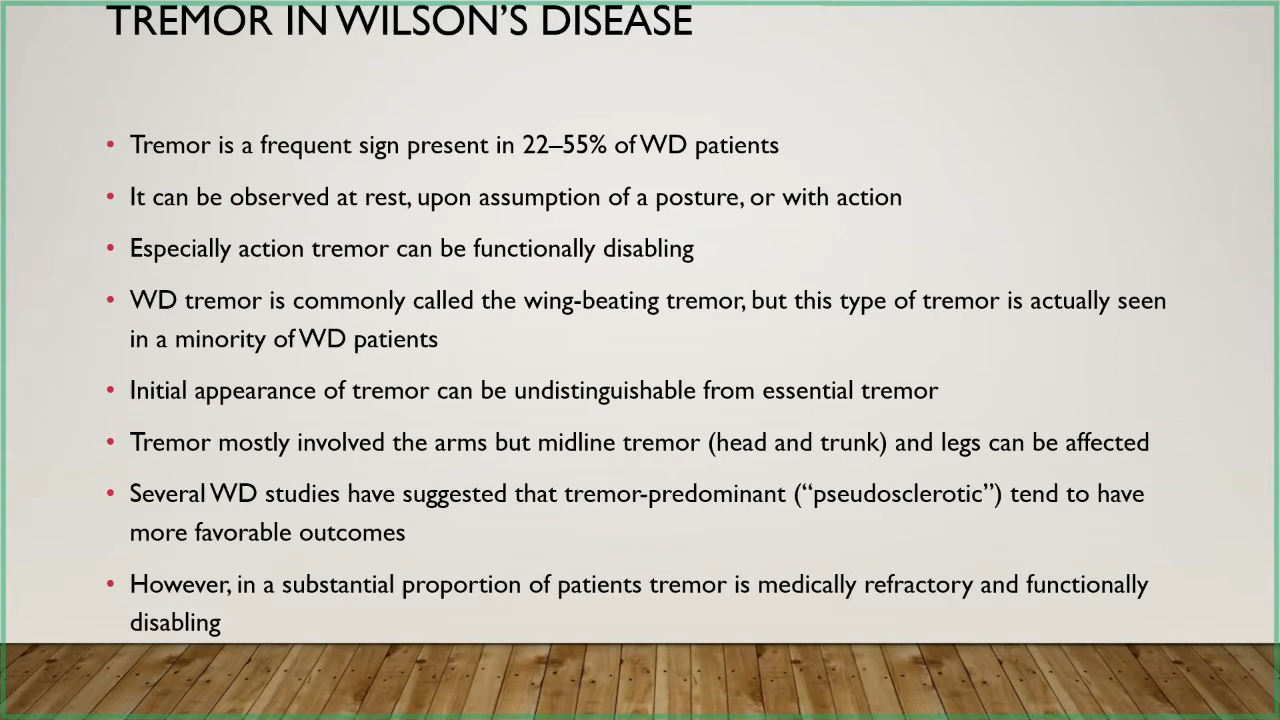 TREMOR IN WILSON'S DISEASE
• Tremor is a frequent sign present in 22–55% of WD patients
• It can be observed at rest, upon assumption of a posture, or with action
• Especially action tremor can be functionally disabling
• WD tremor is commonly called the wing-beating tremor, but this type of tremor is actually seen
in a minority of WD patients
• Initial appearance of tremor can be undistinguishable from essential tremor
• Tremor mostly involved the arms but midline tremor (head and trunk) and legs can be affected
• Several WD studies have suggested that tremor-predominant (“pseudosclerotic”) tend to have
more favorable outcomes
• However, in a substantial proportion of patients tremor is medically refractory and functionally
disabling